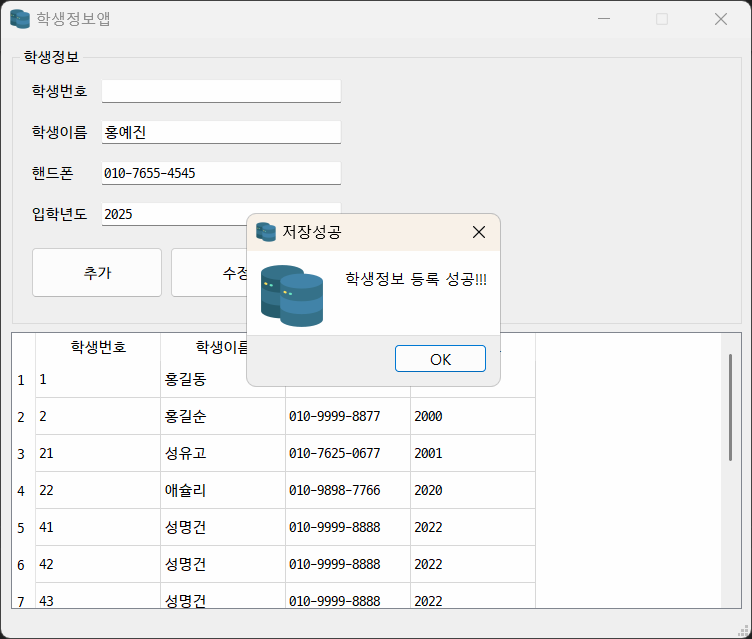 학생정보앱
학생정보
학생번호
학생이름 홍예진
핸드폰 010-7655-4545
입학년도 2025
추가 수정
저장성공
학생정보 등록 성공!!!
OK
학생번호 학생이름
1 1 홍길동
2 2 홍길순 010-9999-8877 2000
3 21 성유고 010-7625-0677 2001
4 22 애슐리 010-9898-7766 2020
5 41 성명건 010-9999-8888 2022
6 42 성명건 010-9999-8888 2022
7 43 성명건 010-9999-8888 2022